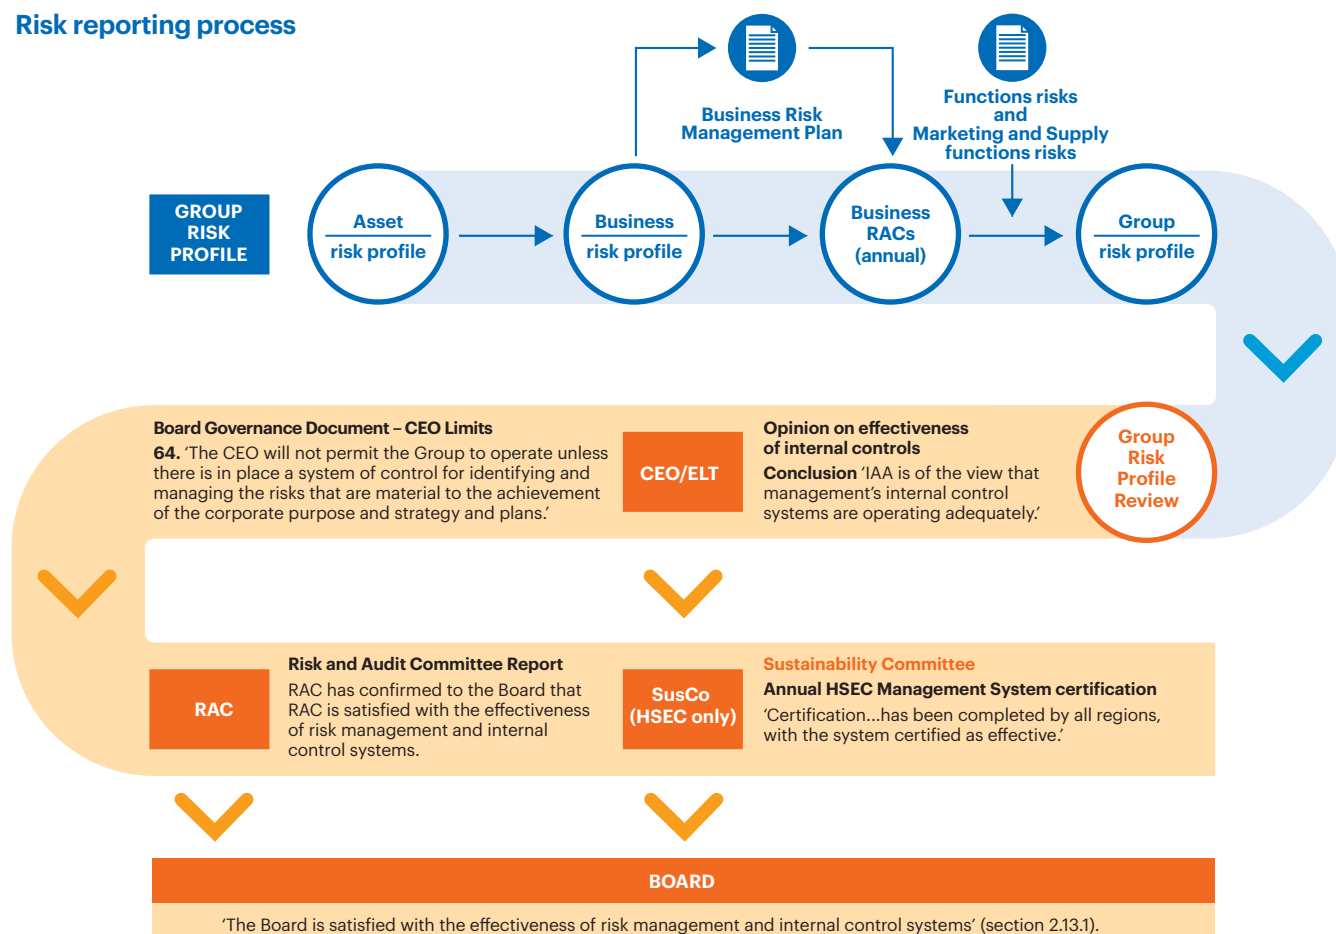 Risk reporting process
Business Risk
Management Plan
Functions risks
and
Marketing and Supply
functions risks
GROUP
RISK
PROFILE
Asset
risk profile
Business
risk profile
Business
RACs
(annual)
Group
risk profile
Board Governance Document – CEO Limits
64. ‘The CEO will not permit the Group to operate unless
there is in place a system of control for identifying and
managing the risks that are material to the achievement
of the corporate purpose and strategy and plans.’
CEO/ELT
Opinion on effectiveness
of internal controls
Conclusion ‘IAA is of the view that
management’s internal control
systems are operating adequately.’
Group
Risk
Profile
Review
RAC
Risk and Audit Committee Report
RAC has confirmed to the Board that
RAC is satisfied with the effectiveness
of risk management and internal
control systems.
SusCo
(HSEC only)
Sustainability Committee
Annual HSEC Management System certification
‘Certification...has been completed by all regions,
with the system certified as effective.’
BOARD
‘The Board is satisfied with the effectiveness of risk management and internal control systems’ (section 2.13.1).